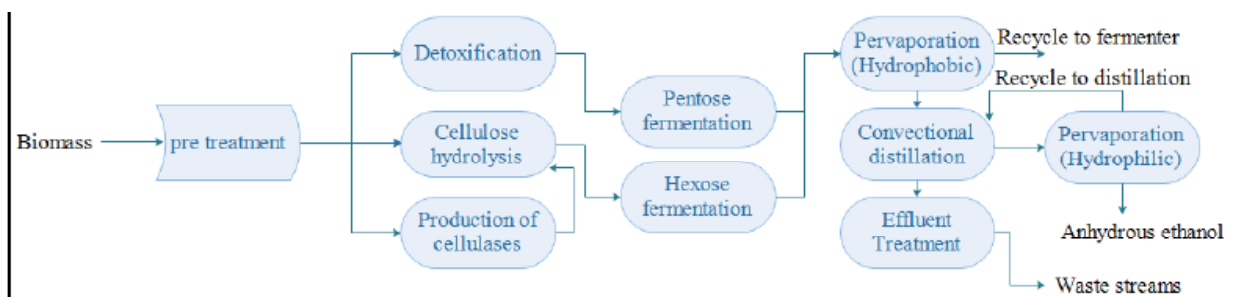 Biomass
pre treatment
Detoxification
Cellulose
hydrolysis
Production of
cellulases
Pentose
fermentation
Hexose
fermentation
Pervaporation
(Hydrophobic)
Recycle to fermenter
Recycle to distillation
Convectional
distillation
Pervaporation
(Hydrophilic)
Effluent
Treatment
Anhydrous ethanol
Waste streams